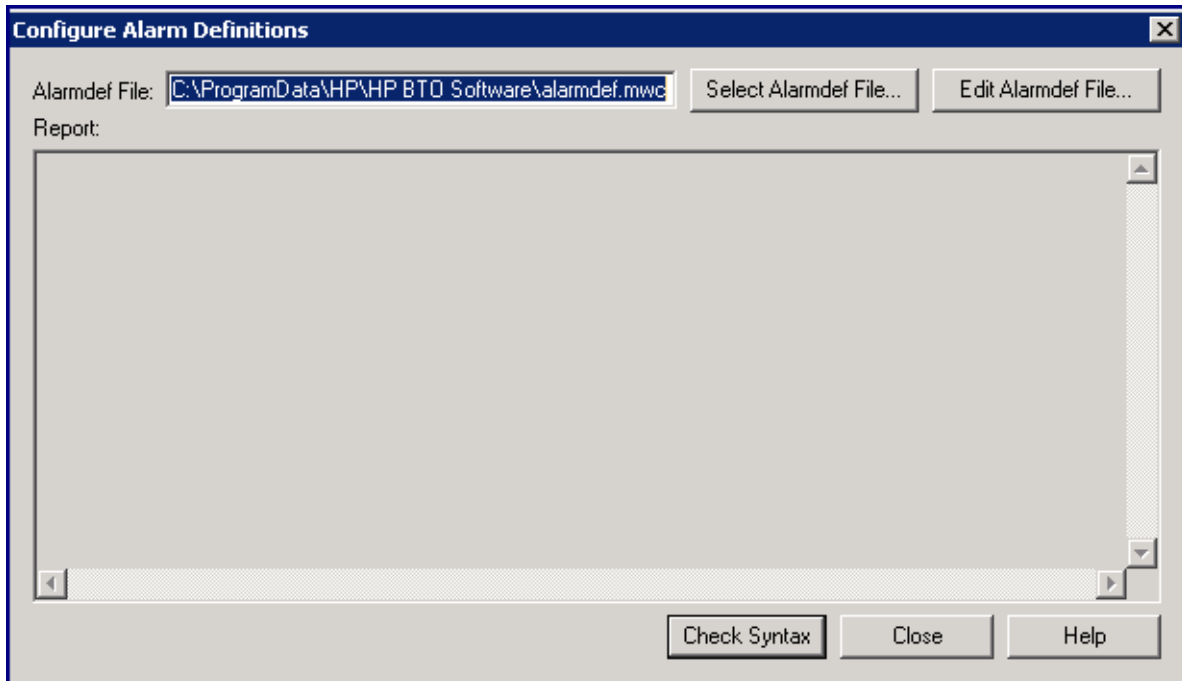 Configure Alarm Definitions
Alarmdef File: C:\ProgramData\HP\HP BTO Software\alarmdef.mwc Select Alarmdef File... Edit Alarmdef File...
Report:
Check Syntax Close Help